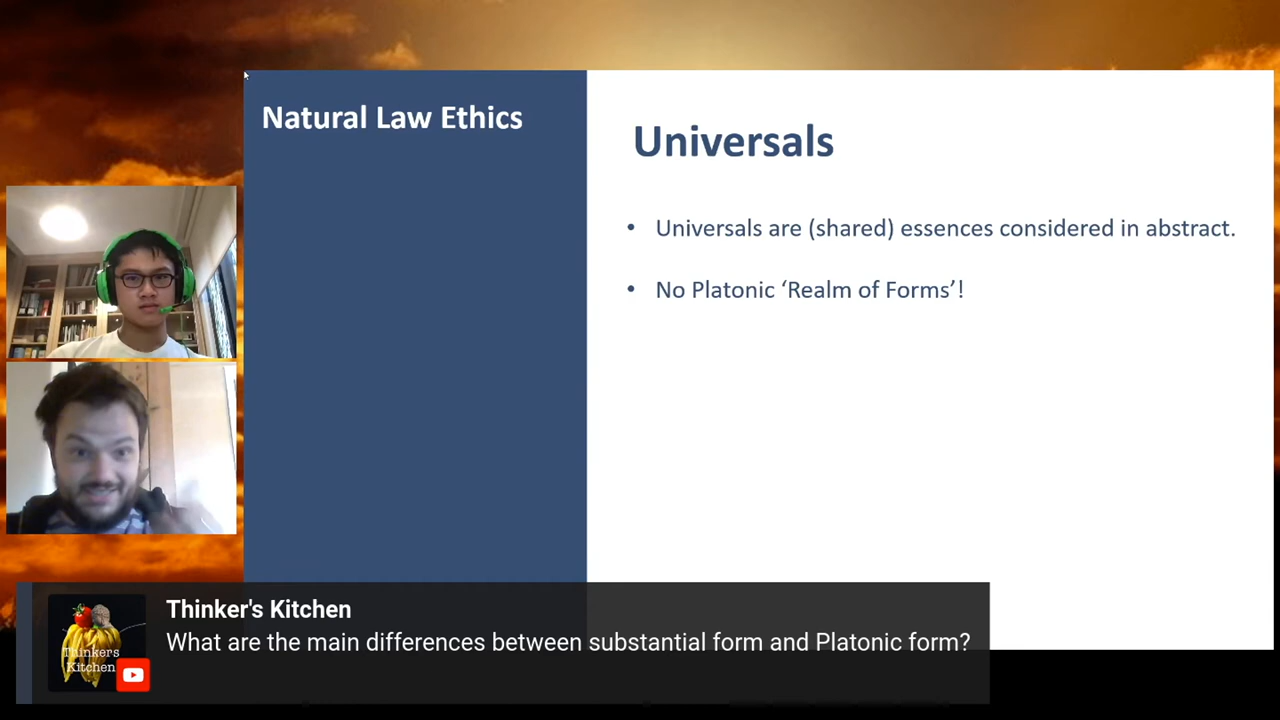 Natural Law Ethics
Universals
• Universals are (shared) essences considered in abstract.
• No Platonic ‘Realm of Forms’!
Thinker's Kitchen
What are the main differences between substantial form and Platonic form?
Thinkers
Kitchen